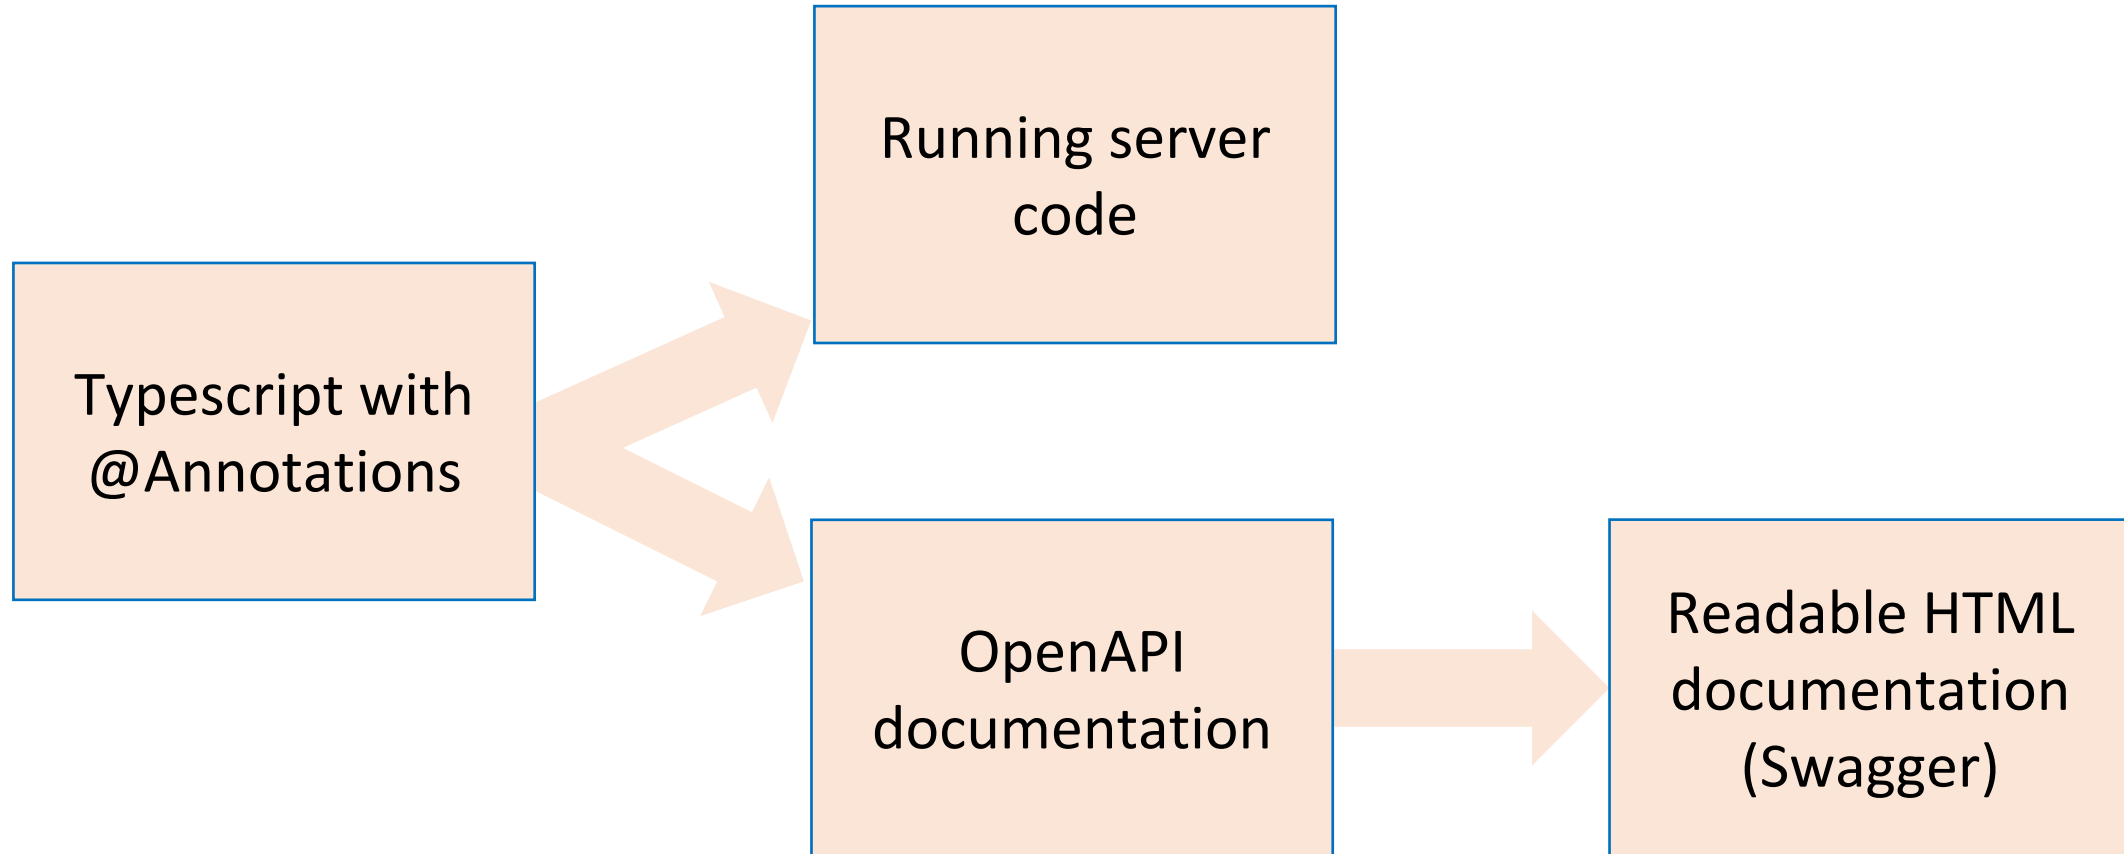 Running server
code
Typescript with
@Annotations
OpenAPI
documentation
Readable HTML
documentation
(Swagger)